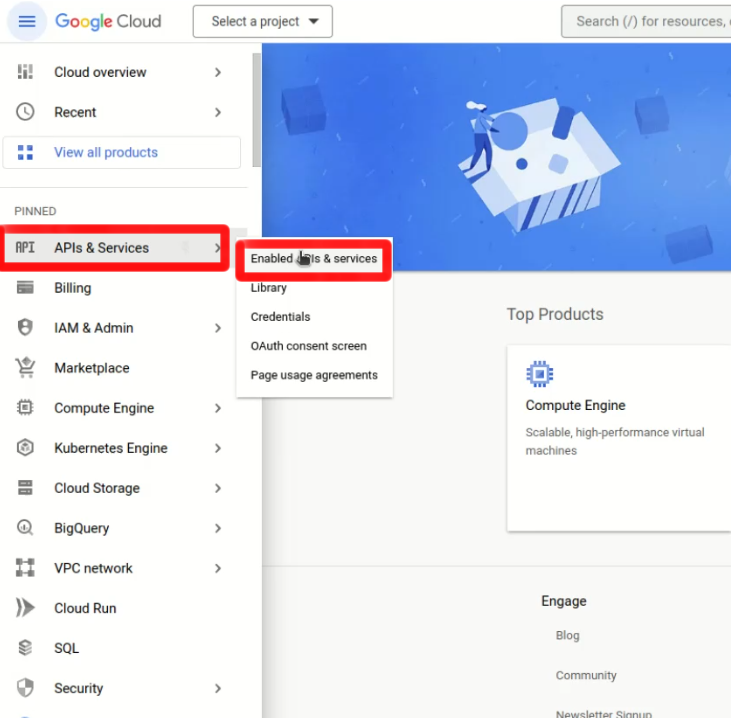 Google Cloud
Select a project
Search (/) for resources,
Cloud overview
Recent
View all products
PINNED
API APIs & Services
Billing
IAM & Admin
Marketplace
Compute Engine
Kubernetes Engine
Cloud Storage
BigQuery
VPC network
Cloud Run
SQL
Security
Enabled APIs & services
Library
Credentials
OAuth consent screen
Page usage agreements
Top Products
Compute Engine
Scalable, high-performance virtual
machines
Engage
Blog
Community
Newsletter Signup